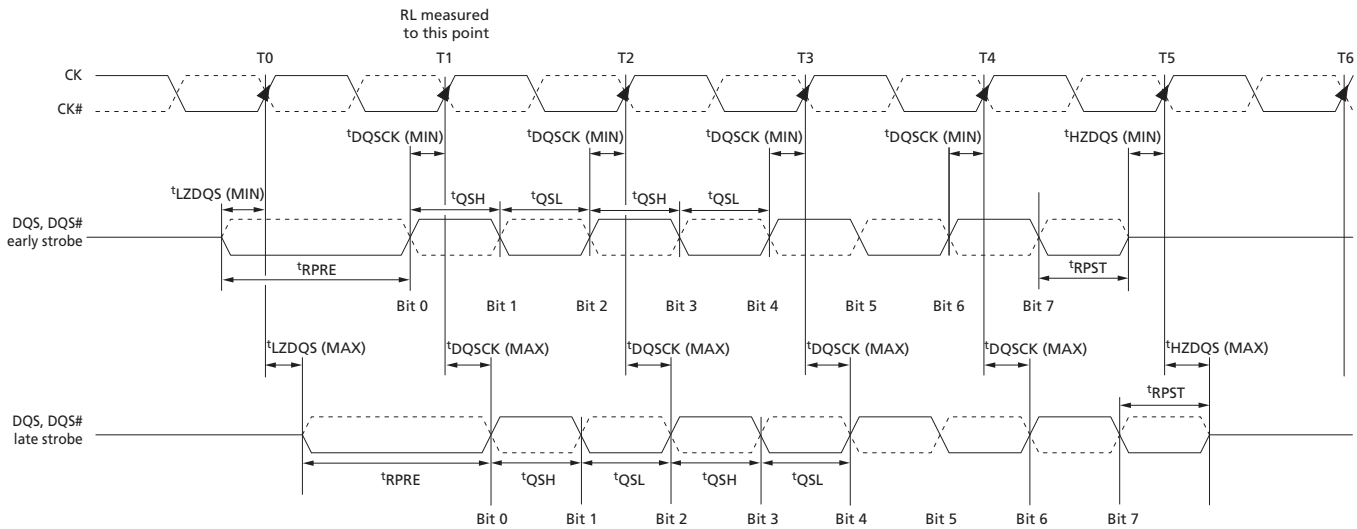 RL measured
to this point
T0 T1 T2 T3 T4 T5 T6
CK
CK#
tDQSCK (MIN) tDQSCK (MIN) tDQSCK (MIN) tDQSCK (MIN) tHZDQS (MIN)
tLZDQS (MIN)
tQSH tQSL tQSH tQSL
DQS, DQS#
early strobe
tRPRE tRPST
Bit 0 Bit 1 Bit 2 Bit 3 Bit 4 Bit 5 Bit 6 Bit 7
tLZDQS (MAX) tDQSCK (MAX) tDQSCK (MAX) tDQSCK (MAX) tDQSCK (MAX) tHZDQS (MAX)
tRPST
DQS, DQS#
late strobe
tRPRE tQSH tQSL tQSH tQSL
Bit 0 Bit 1 Bit 2 Bit 3 Bit 4 Bit 5 Bit 6 Bit 7